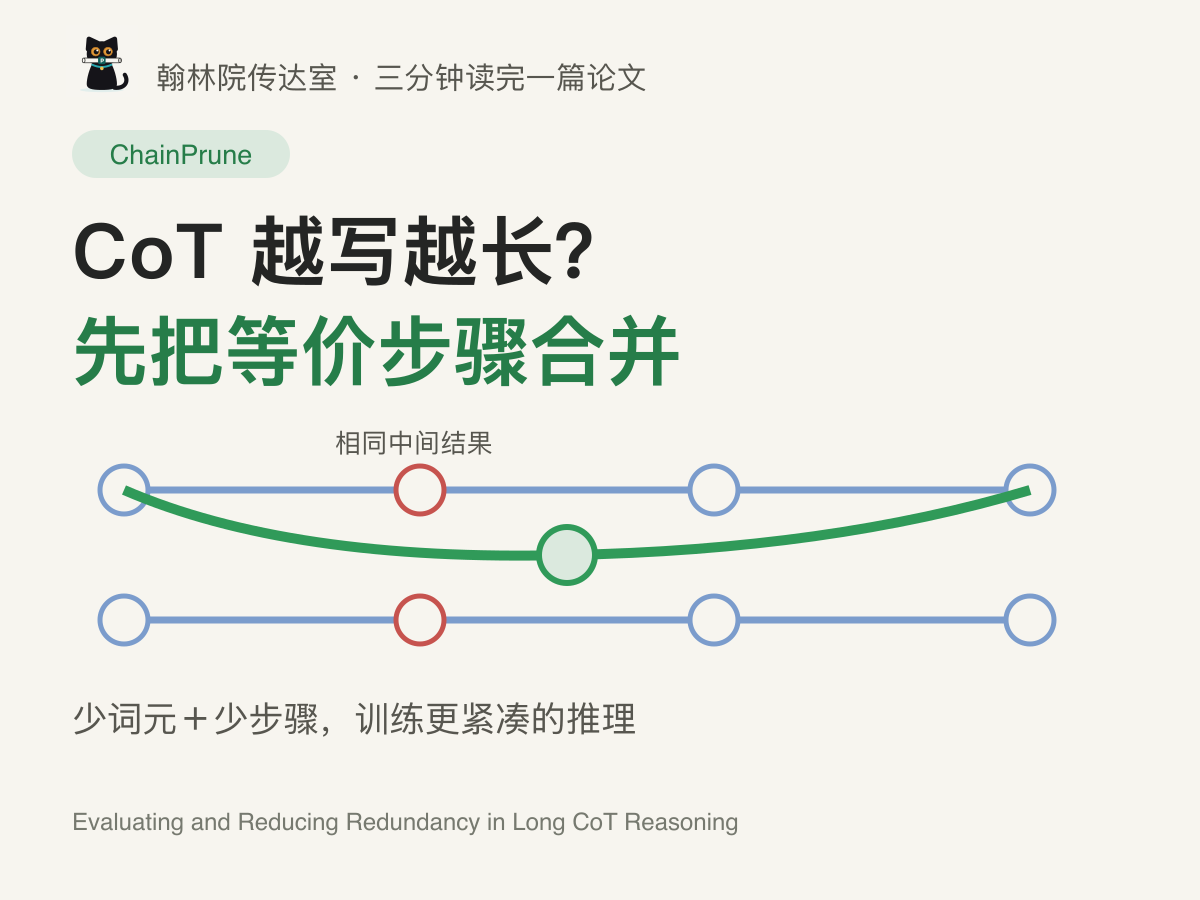 翰林院传达室 · 三分钟读完一篇论文
ChainPrune
CoT 越写越长?
先把等价步骤合并
相同中间结果
少词元＋少步骤，训练更紧凑的推理
Evaluating and Reducing Redundancy in Long CoT Reasoning